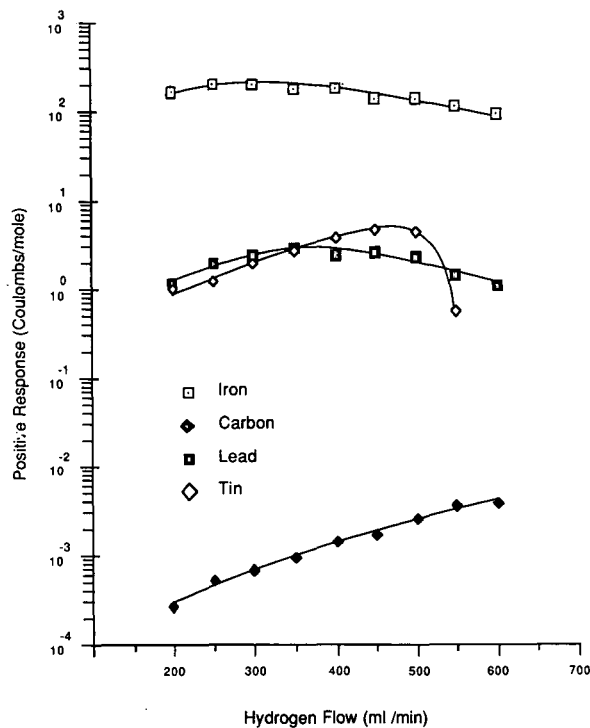 Positive Response (Coulombs/mole)
10^3
10^2
10^1
10^0
10^-1
10^-2
10^-3
10^-4
Iron
Carbon
Lead
Tin
200 300 400 500 600 700
Hydrogen Flow (ml /min)